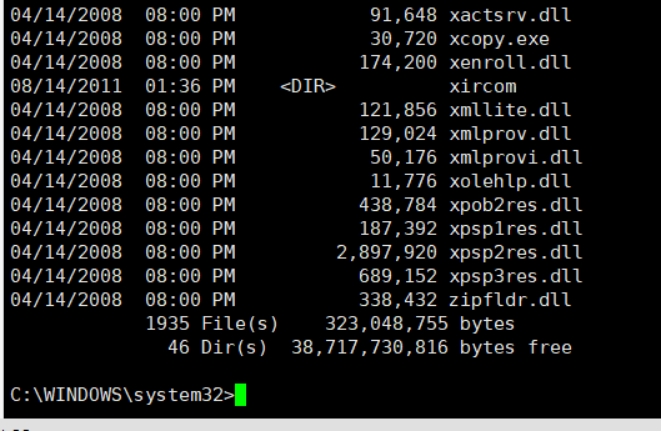 04/14/2008  08:00 PM            91,648 xactsrv.dll
04/14/2008  08:00 PM            30,720 xcopy.exe
04/14/2008  08:00 PM           174,200 xenroll.dll
08/14/2011  01:36 PM    <DIR>          xircom
04/14/2008  08:00 PM           121,856 xmllite.dll
04/14/2008  08:00 PM           129,024 xmlprov.dll
04/14/2008  08:00 PM            50,176 xmlprovi.dll
04/14/2008  08:00 PM            11,776 xolehlp.dll
04/14/2008  08:00 PM           438,784 xpob2res.dll
04/14/2008  08:00 PM           187,392 xpsp1res.dll
04/14/2008  08:00 PM         2,897,920 xpsp2res.dll
04/14/2008  08:00 PM           689,152 xpsp3res.dll
04/14/2008  08:00 PM           338,432 zipfldr.dll
            1935 File(s)    323,048,755 bytes
              46 Dir(s)  38,717,730,816 bytes free
C:\WINDOWS\system32>